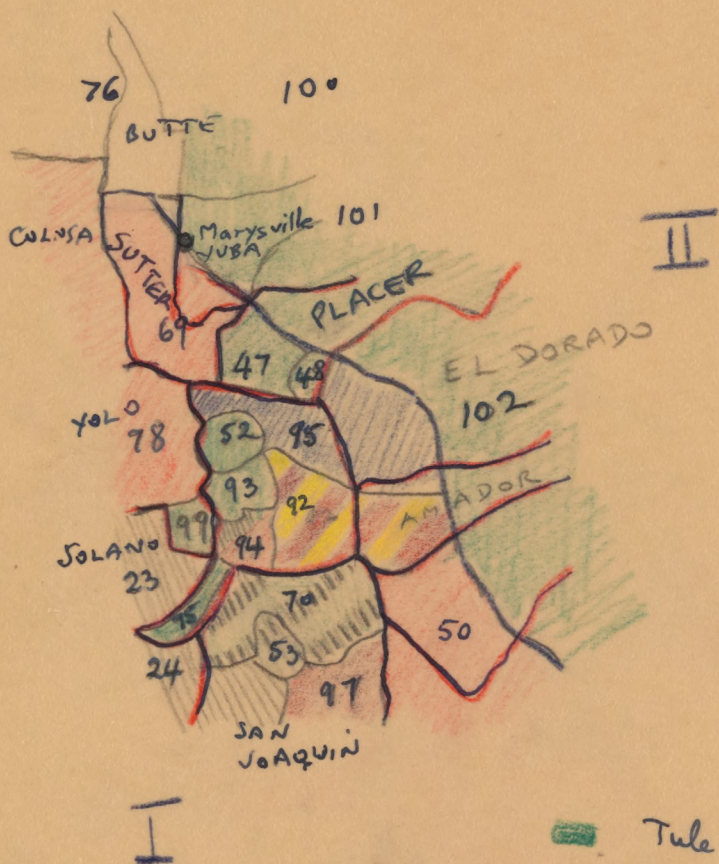 76
100
BUTTE
COLUSA
SUTTER
Marysville
YUBA
101
II
PLACER
69
47
48
EL DORADO
102
YOLO
98
52
95
93
92
AMADOR
99
94
SOLANO
23
75
70
50
53
24
97
SAN
JOAQUIN
I
Tule